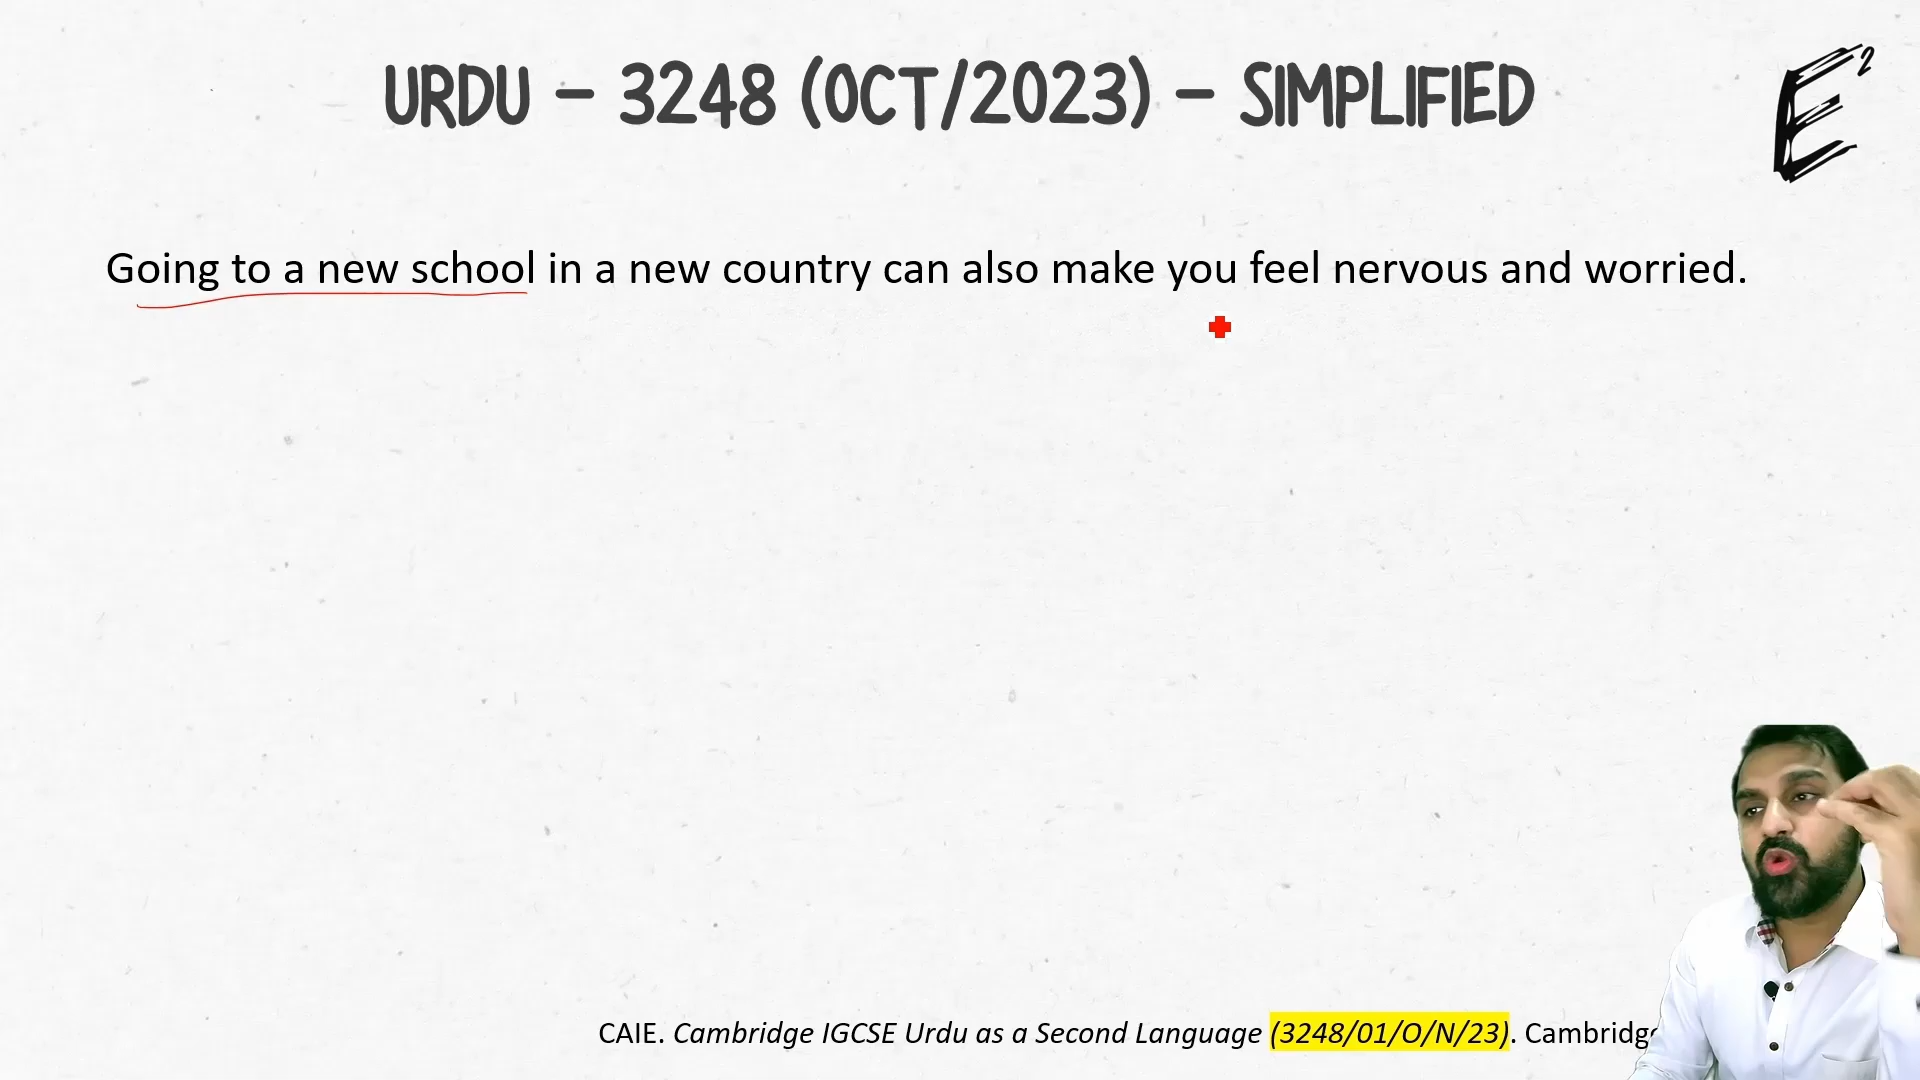 URDU – 3248 (OCT/2023) – SIMPLIFIED
E²
Going to a new school in a new country can also make you feel nervous and worried.
CAIE. Cambridge IGCSE Urdu as a Second Language (3248/01/O/N/23). Cambridge